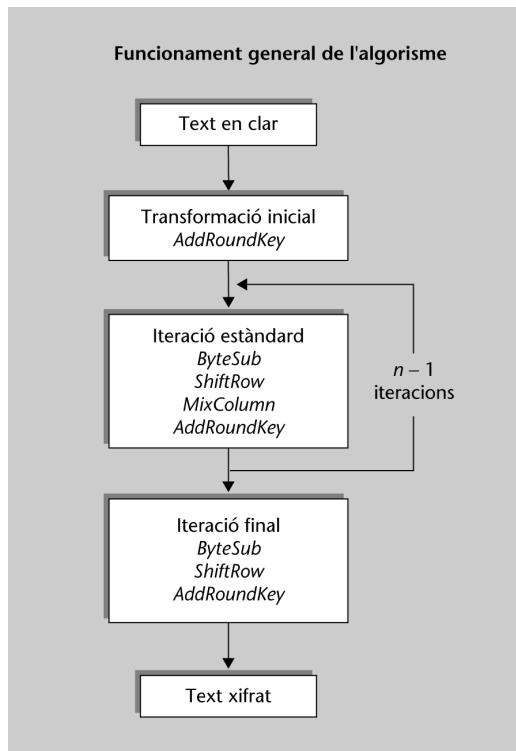 Funcionament general de l'algorisme
Text en clar
Transformació inicial
AddRoundKey
Iteració estàndard
ByteSub
ShiftRow
MixColumn
AddRoundKey
n – 1
iteracions
Iteració final
ByteSub
ShiftRow
AddRoundKey
Text xifrat